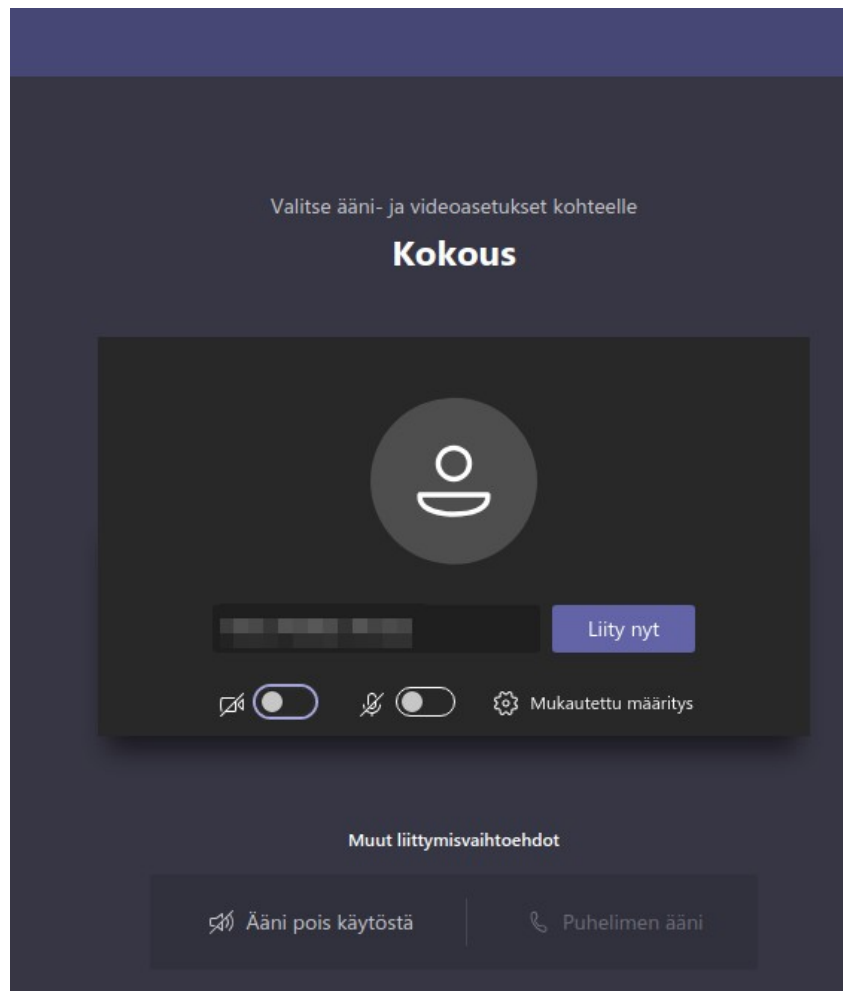 Valitse ääni- ja videoasetukset kohteelle
Kokous
Liity nyt
Mukautettu määritys
Muut liittymisvaihtoehdot
Ääni pois käytöstä
Puhelimen ääni